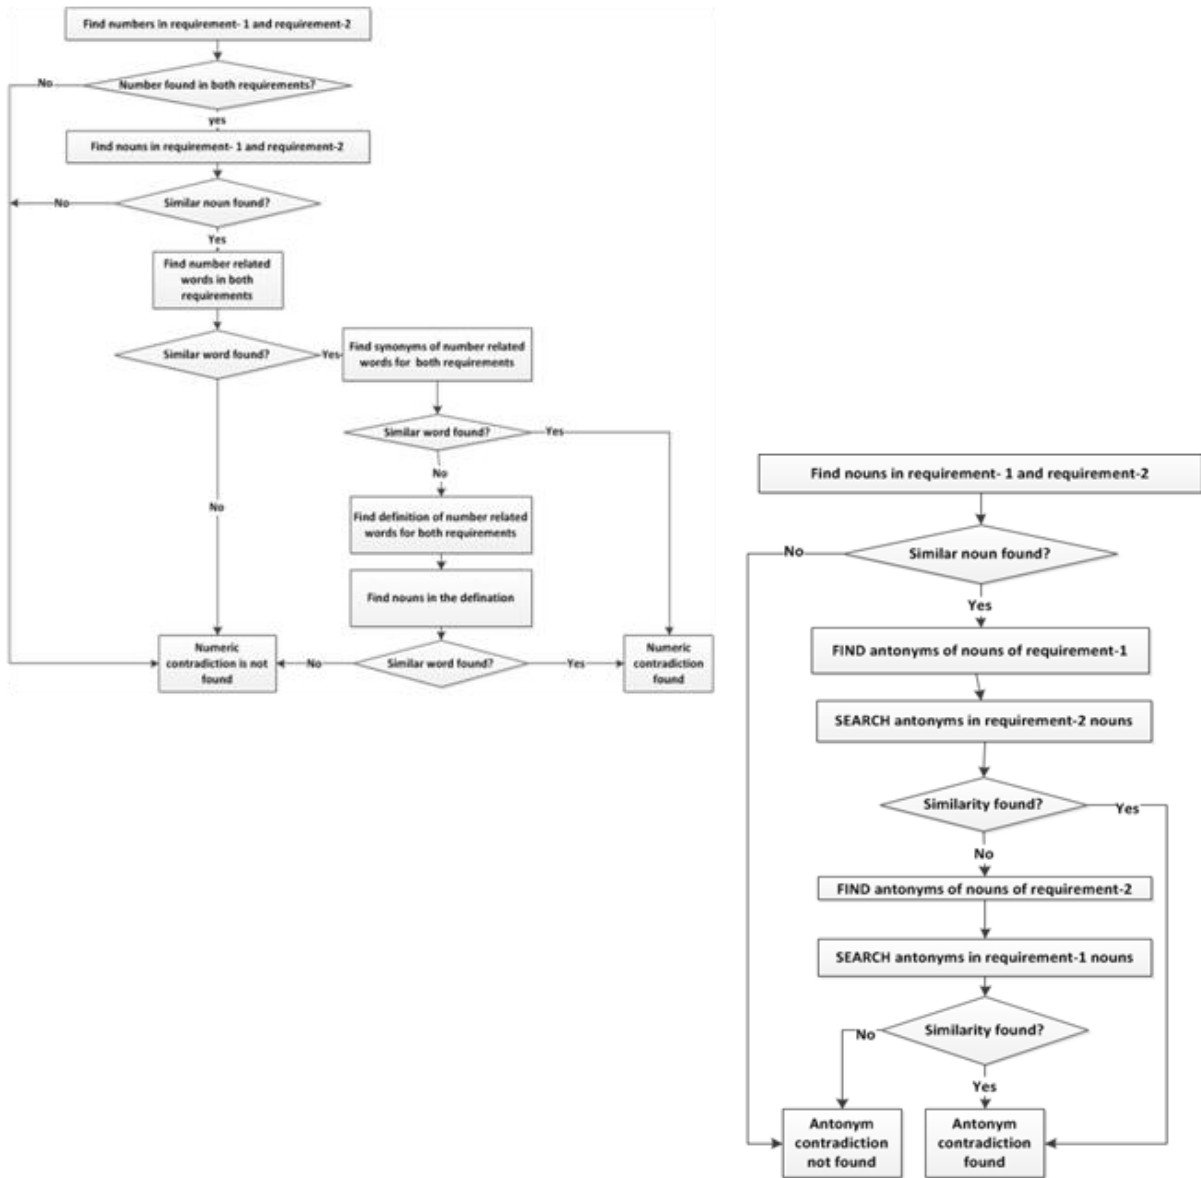 Find numbers in requirement- 1 and requirement-2
No
Number found in both requirements?
yes
Find nouns in requirement- 1 and requirement-2
No
Similar noun found?
Yes
Find number related
words in both
requirements
Similar word found?
Yes
Find synonyms of number related
words for both requirements
Similar word found?
Yes
No
No
Find definition of number related
words for both requirements
Find nouns in the defination
Numeric
contradiction is not
found
No
Similar word found?
Yes
Numeric
contradiction
found
Find nouns in requirement- 1 and requirement-2
No
Similar noun found?
Yes
FIND antonyms of nouns of requirement-1
SEARCH antonyms in requirement-2 nouns
Similarity found?
Yes
No
FIND antonyms of nouns of requirement-2
SEARCH antonyms in requirement-1 nouns
Similarity found?
No
Yes
Antonym
contradiction
not found
Antonym
contradiction
found